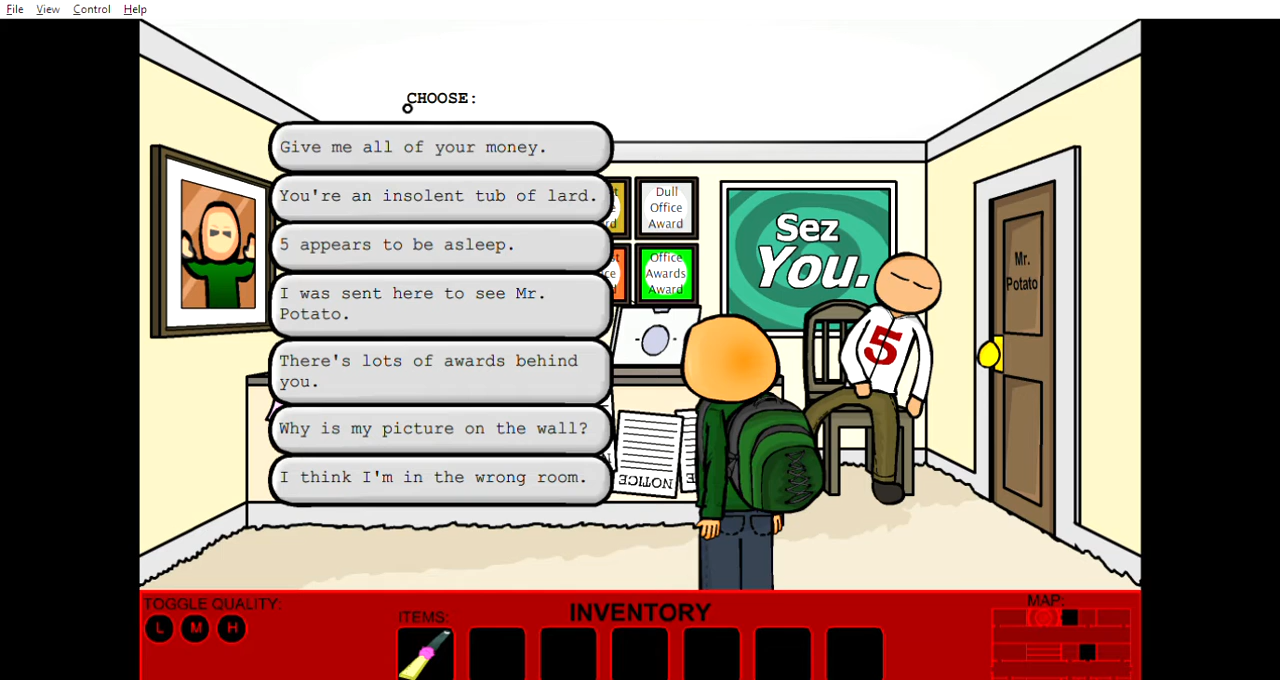 File View Control Help
CHOOSE:
Give me all of your money.
You're an insolent tub of lard.
5 appears to be asleep.
I was sent here to see Mr.
Potato.
There's lots of awards behind
you.
Why is my picture on the wall?
I think I'm in the wrong room.
Dull
Office
Award
Office
Awards
Award
Sez
You.
5
Mr.
Potato
NOTICE
TOGGLE QUALITY:
L M H
ITEMS:
INVENTORY
MAP: